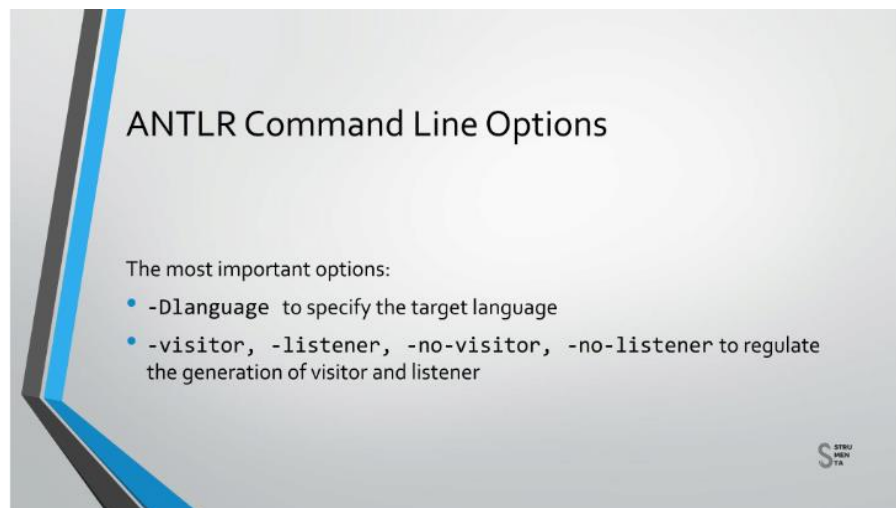 ANTLR Command Line Options
The most important options:
• -Dlanguage to specify the target language
• -visitor, -listener, -no-visitor, -no-listener to regulate
the generation of visitor and listener
S STRU
MEN
TA